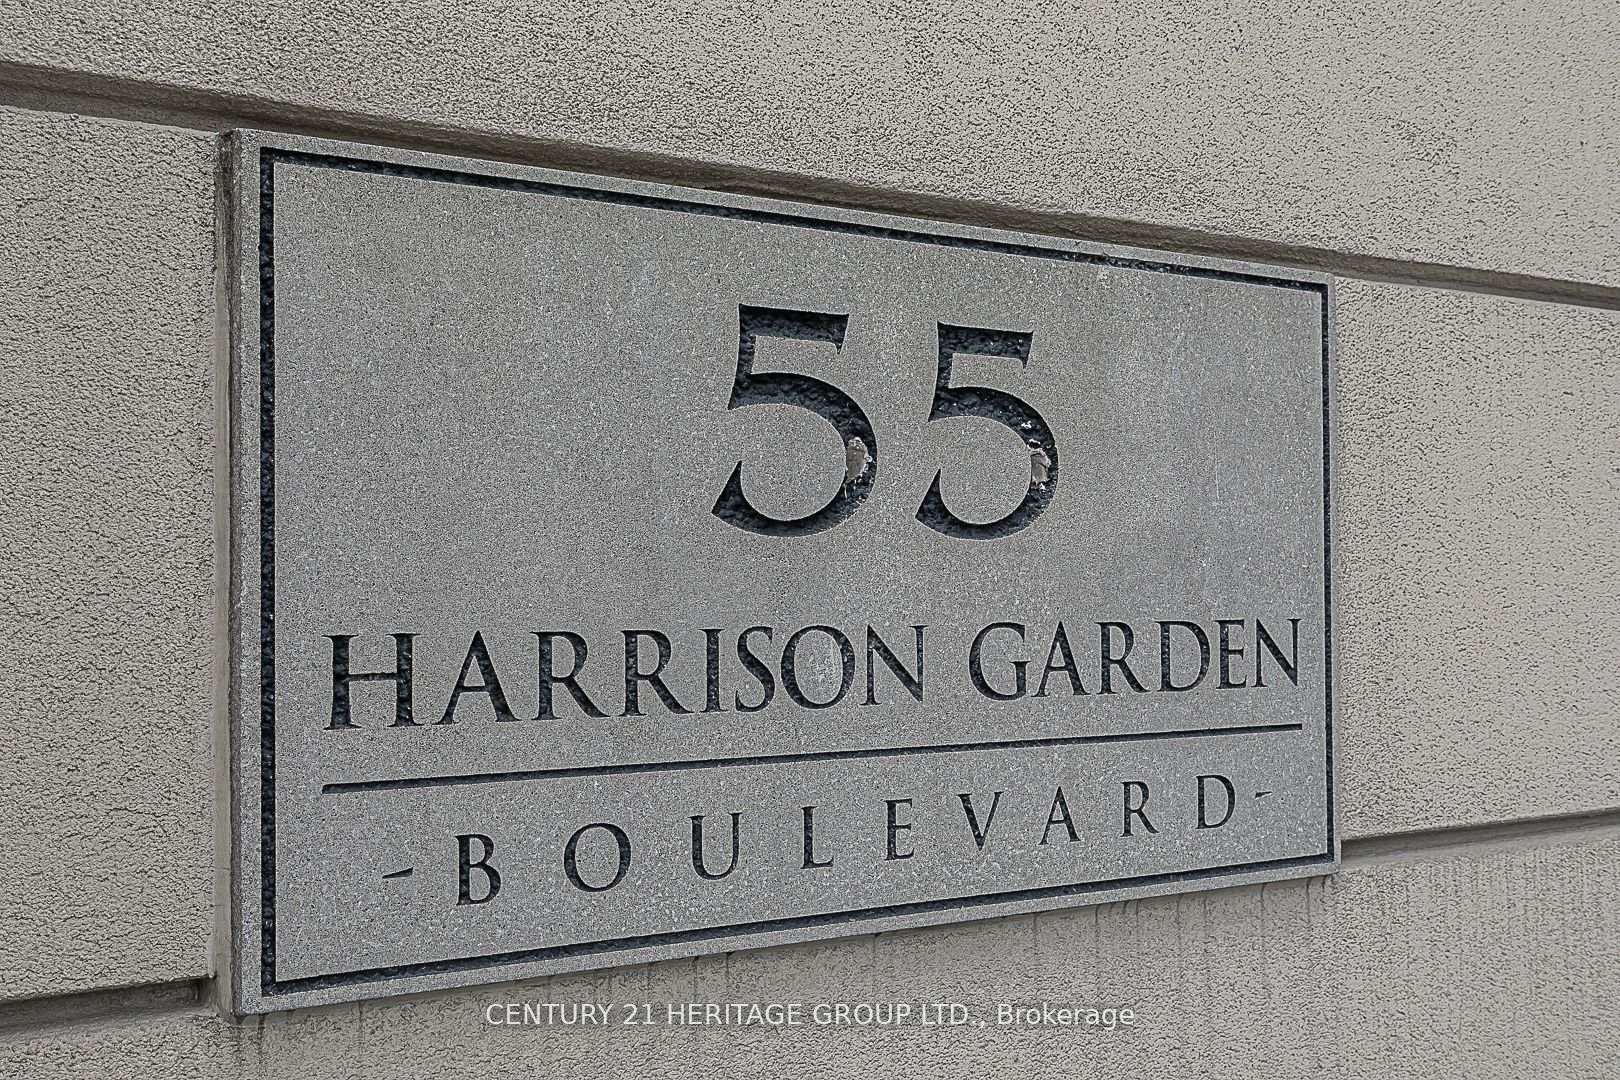 55
HARRISON GARDEN
- BOULEVARD -
CENTURY 21 HERITAGE GROUP LTD., Brokerage